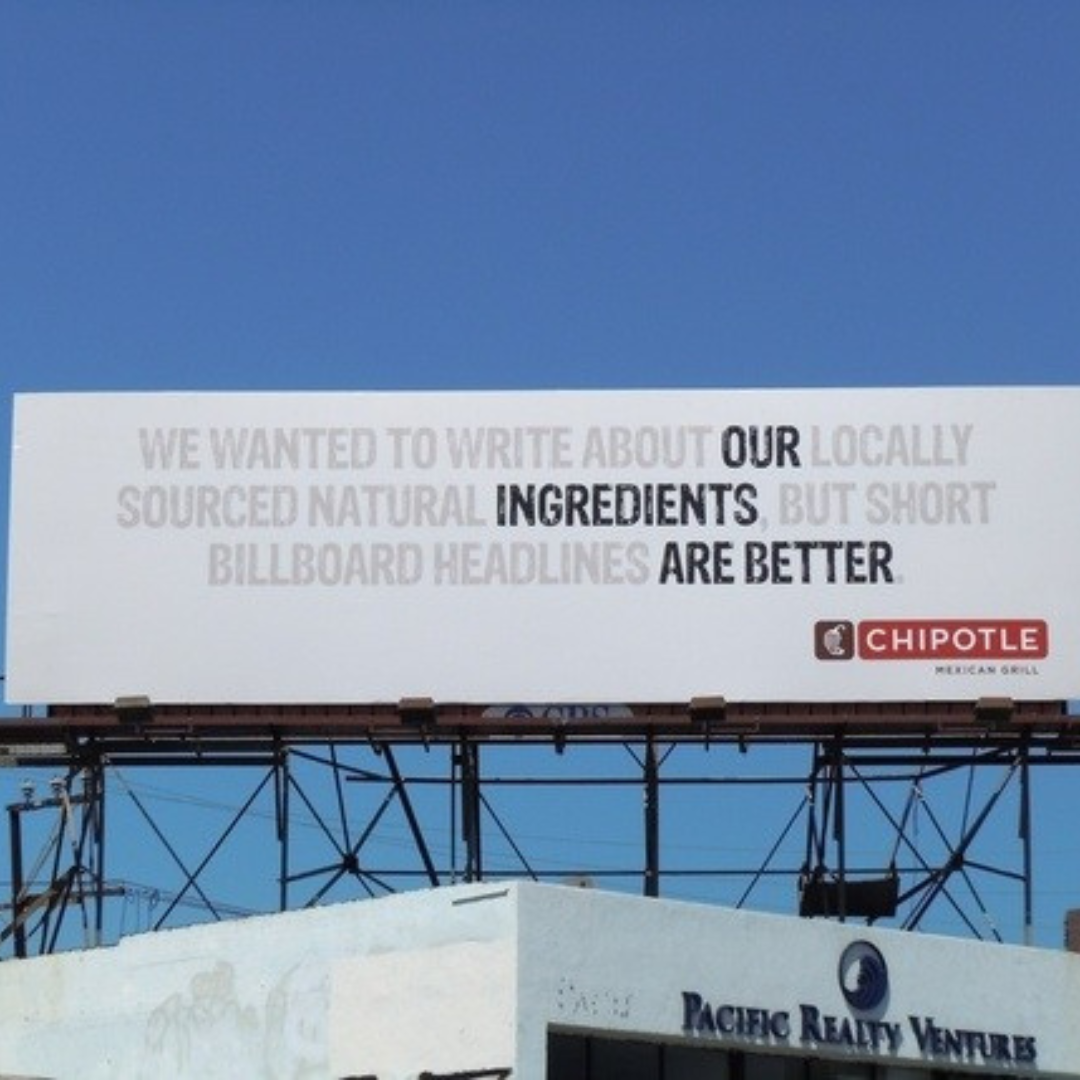 WE WANTED TO WRITE ABOUT OUR LOCALLY
SOURCED NATURAL INGREDIENTS, BUT SHORT
BILLBOARD HEADLINES ARE BETTER.
CHIPOTLE
MEXICAN GRILL
CBS
PACIFIC REALTY VENTURES